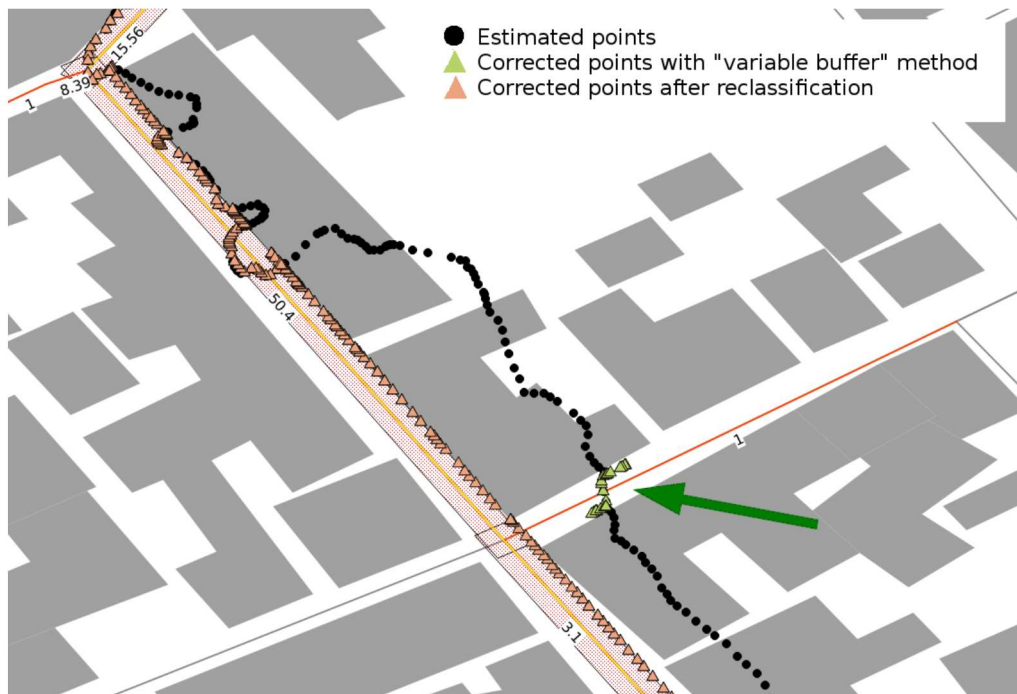 Estimated points
Corrected points with "variable buffer" method
Corrected points after reclassification
15.56
8.39
1
50.4
1
3.1